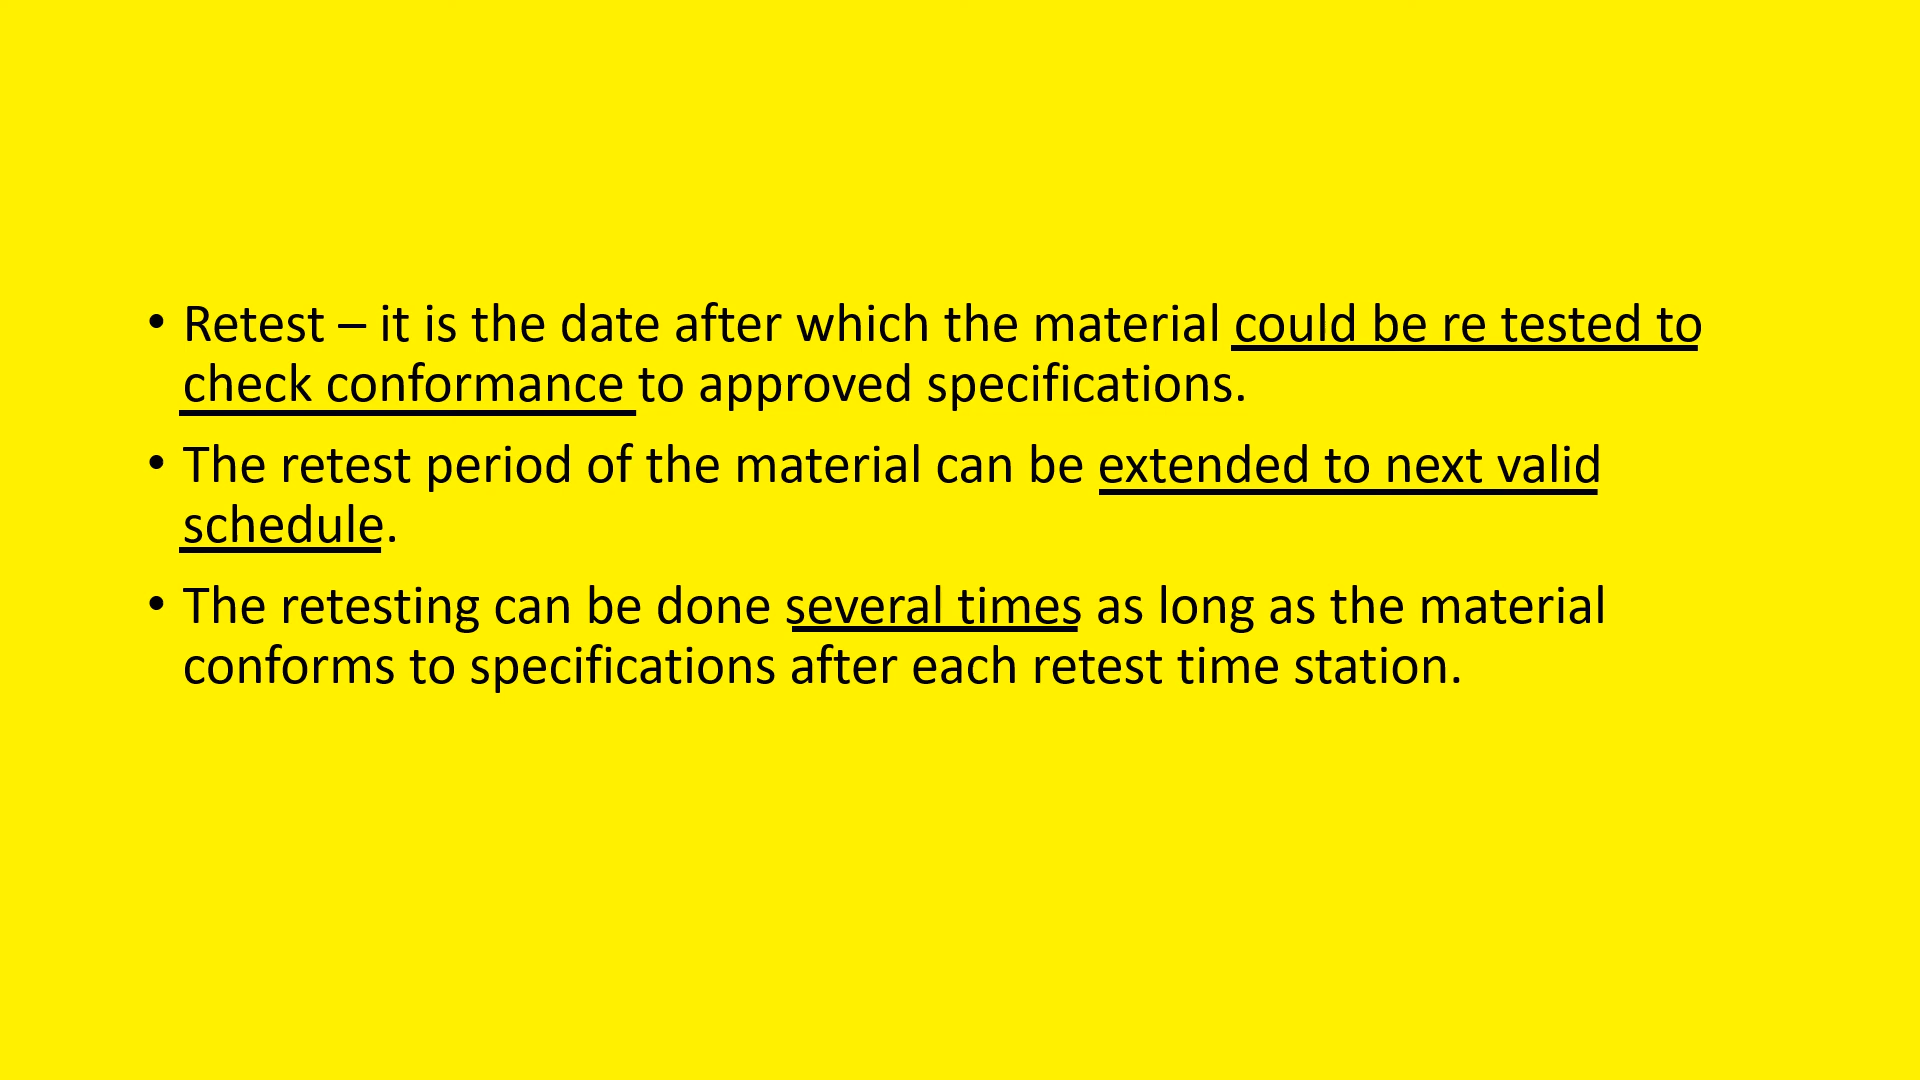 • Retest – it is the date after which the material could be re tested to
check conformance to approved specifications.
• The retest period of the material can be extended to next valid
schedule.
• The retesting can be done several times as long as the material
conforms to specifications after each retest time station.